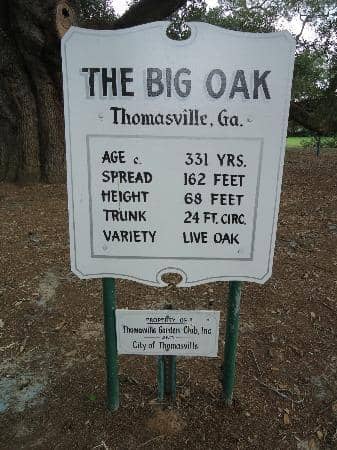 THE BIG OAK
Thomasville, Ga.
AGE c. 331 YRS.
SPREAD 162 FEET
HEIGHT 68 FEET
TRUNK 24 FT. CIRC.
VARIETY LIVE OAK
PROPERTY OF
Thomasville Garden Club, Inc
AND
City of Thomasville